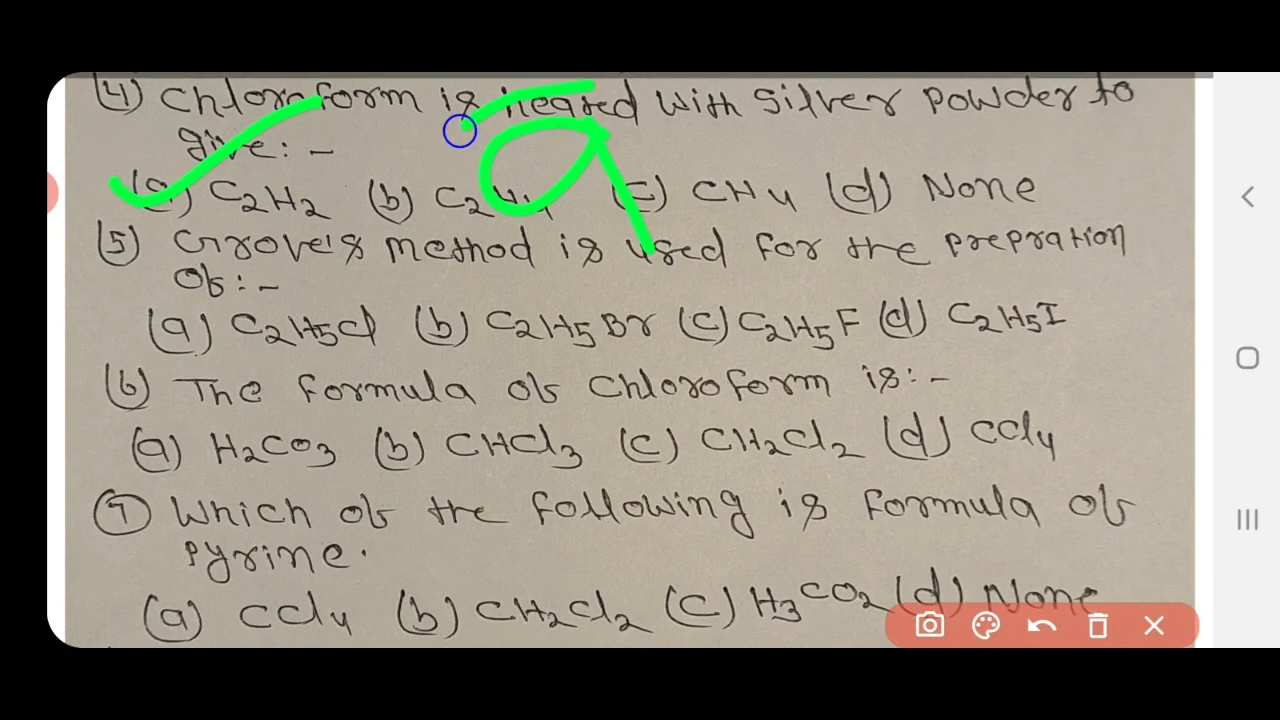 (4) Chloroform is heated with silver powder to
give:-
(a) C2H2 (b) C2H4 (c) CH4 (d) None
(5) Grove's method is used for the prepration
of:-
(a) C2H5Cl (b) C2H5Br (c) C2H5F (d) C2H5I
(6) The formula of chloroform is:-
(a) H2CO3 (b) CHCl3 (c) CH2Cl2 (d) CCl4
(7) Which of the following is formula of
pyrine.
(a) CCl4 (b) CH2Cl2 (c) H3CO2 (d) None